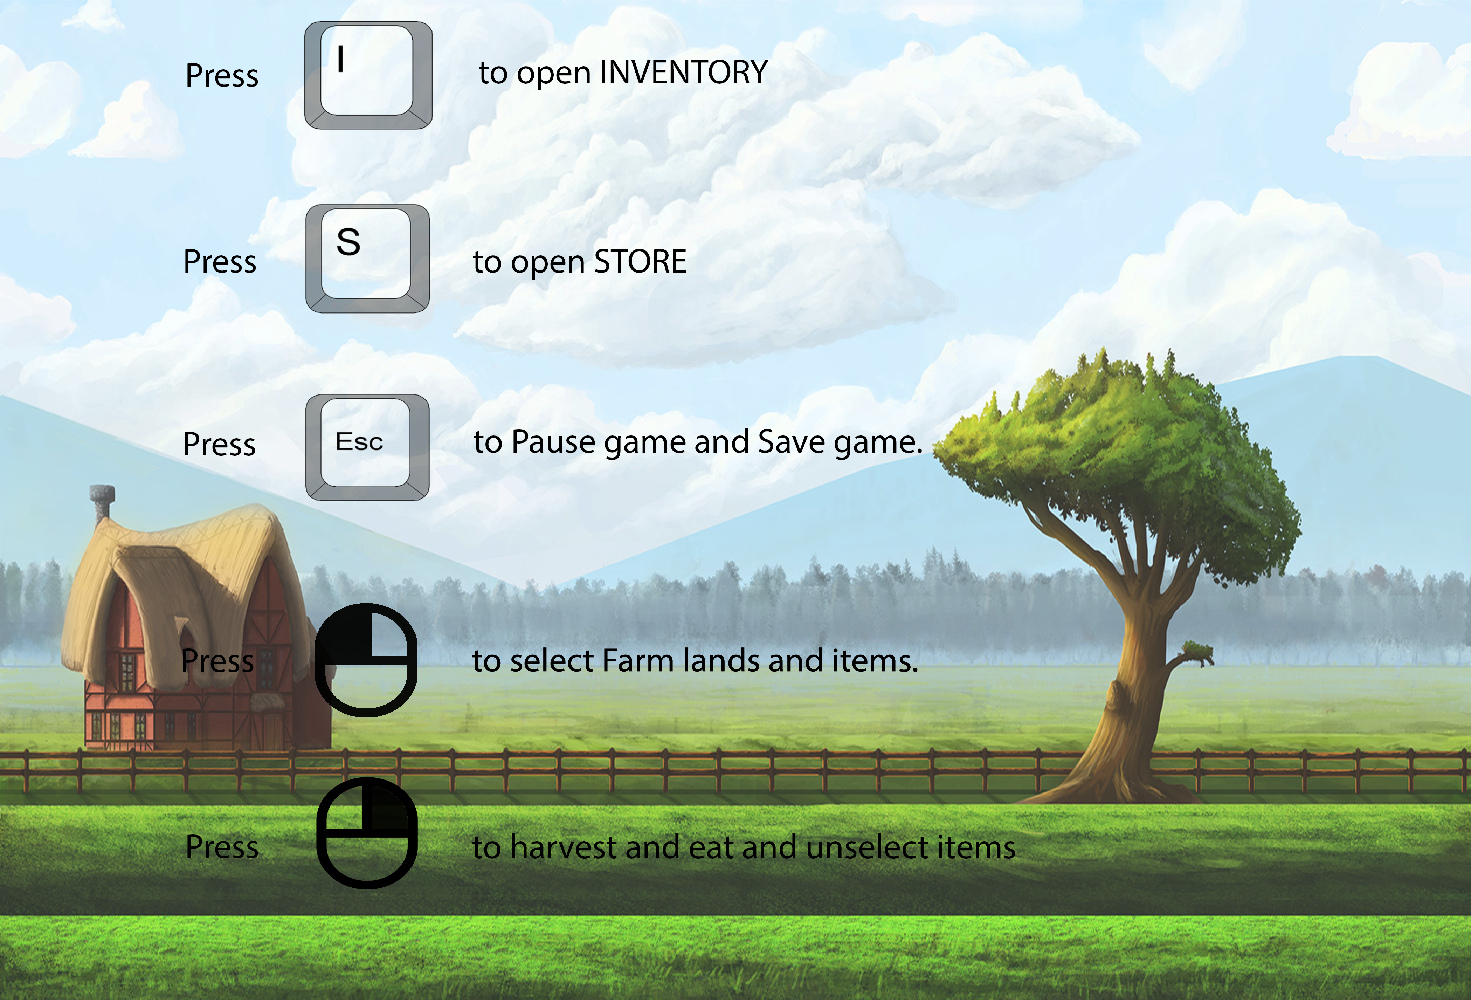 Press I to open INVENTORY
Press S to open STORE
Press Esc to Pause game and Save game.
Press to select Farm lands and items.
Press to harvest and eat and unselect items